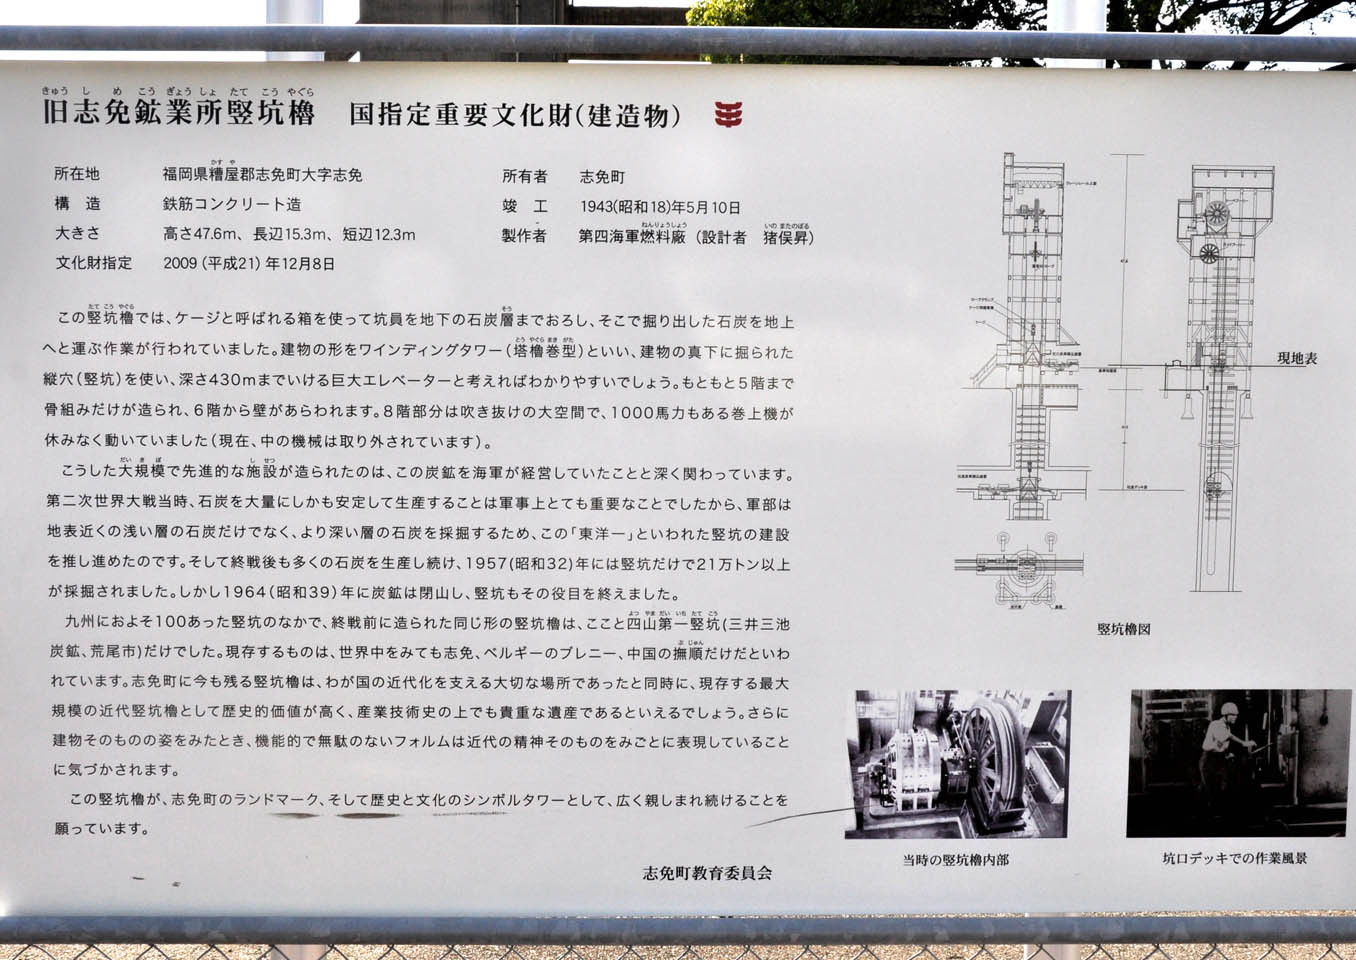 旧志免鉱業所竪坑櫓　国指定重要文化財(建造物)
所在地　福岡県糟屋郡志免町大字志免
構　造　鉄筋コンクリート造
大きさ　高さ47.6m、長辺15.3m、短辺12.3m
文化財指定　2009(平成21)年12月8日
所有者　志免町
竣　工　1943(昭和18)年5月10日
製作者　第四海軍燃料廠(設計者　猪俣昇)
この竪坑櫓では、ケージと呼ばれる箱を使って坑員を地下の石炭層までおろし、そこで掘り出した石炭を地上
へと運ぶ作業が行われていました。建物の形をワインディングタワー(塔櫓巻型)といい、建物の真下に掘られた
縦穴(竪坑)を使い、深さ430mまでいける巨大エレベーターと考えればわかりやすいでしょう。もともと5階まで
骨組みだけが造られ、6階から壁があらわれます。8階部分は吹き抜けの大空間で、1000馬力もある巻上機が
休みなく動いていました(現在、中の機械は取り外されています)。
こうした大規模で先進的な施設が造られたのは、この炭鉱を海軍が経営していたことと深く関わっています。
第二次世界大戦当時、石炭を大量にしかも安定して生産することは軍事上とても重要なことでしたから、軍部は
地表近くの浅い層の石炭だけでなく、より深い層の石炭を採掘するため、この「東洋一」といわれた竪坑の建設
を推し進めたのです。そして終戦後も多くの石炭を生産し続け、1957(昭和32)年には竪坑だけで21万トン以上
が採掘されました。しかし1964(昭和39)年に炭鉱は閉山し、竪坑もその役目を終えました。
九州におよそ100あった竪坑のなかで、終戦前に造られた同じ形の竪坑櫓は、ここと四山第一竪坑(三井三池
炭鉱、荒尾市)だけでした。現存するものは、世界中をみても志免、ベルギーのブレニー、中国の撫順だけだといわ
れています。志免町に今も残る竪坑櫓は、わが国の近代化を支える大切な場所であったと同時に、現存する最大
規模の近代竪坑櫓として歴史的価値が高く、産業技術史の上でも貴重な遺産であるといえるでしょう。さらに
建物そのものの姿をみたとき、機能的で無駄のないフォルムは近代の精神そのものをみごとに表現していること
に気づかされます。
この竪坑櫓が、志免町のランドマーク、そして歴史と文化のシンボルタワーとして、広く親しまれ続けることを
願っています。
志免町教育委員会
現地表
竪坑櫓図
当時の竪坑櫓内部
坑口デッキでの作業風景